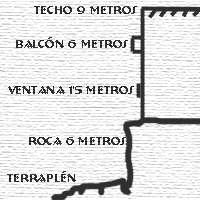 TECHO 9 METROS
BALCÓN 6 METROS
VENTANA 1'5 METROS
ROCA 6 METROS
TERRAPLÉN